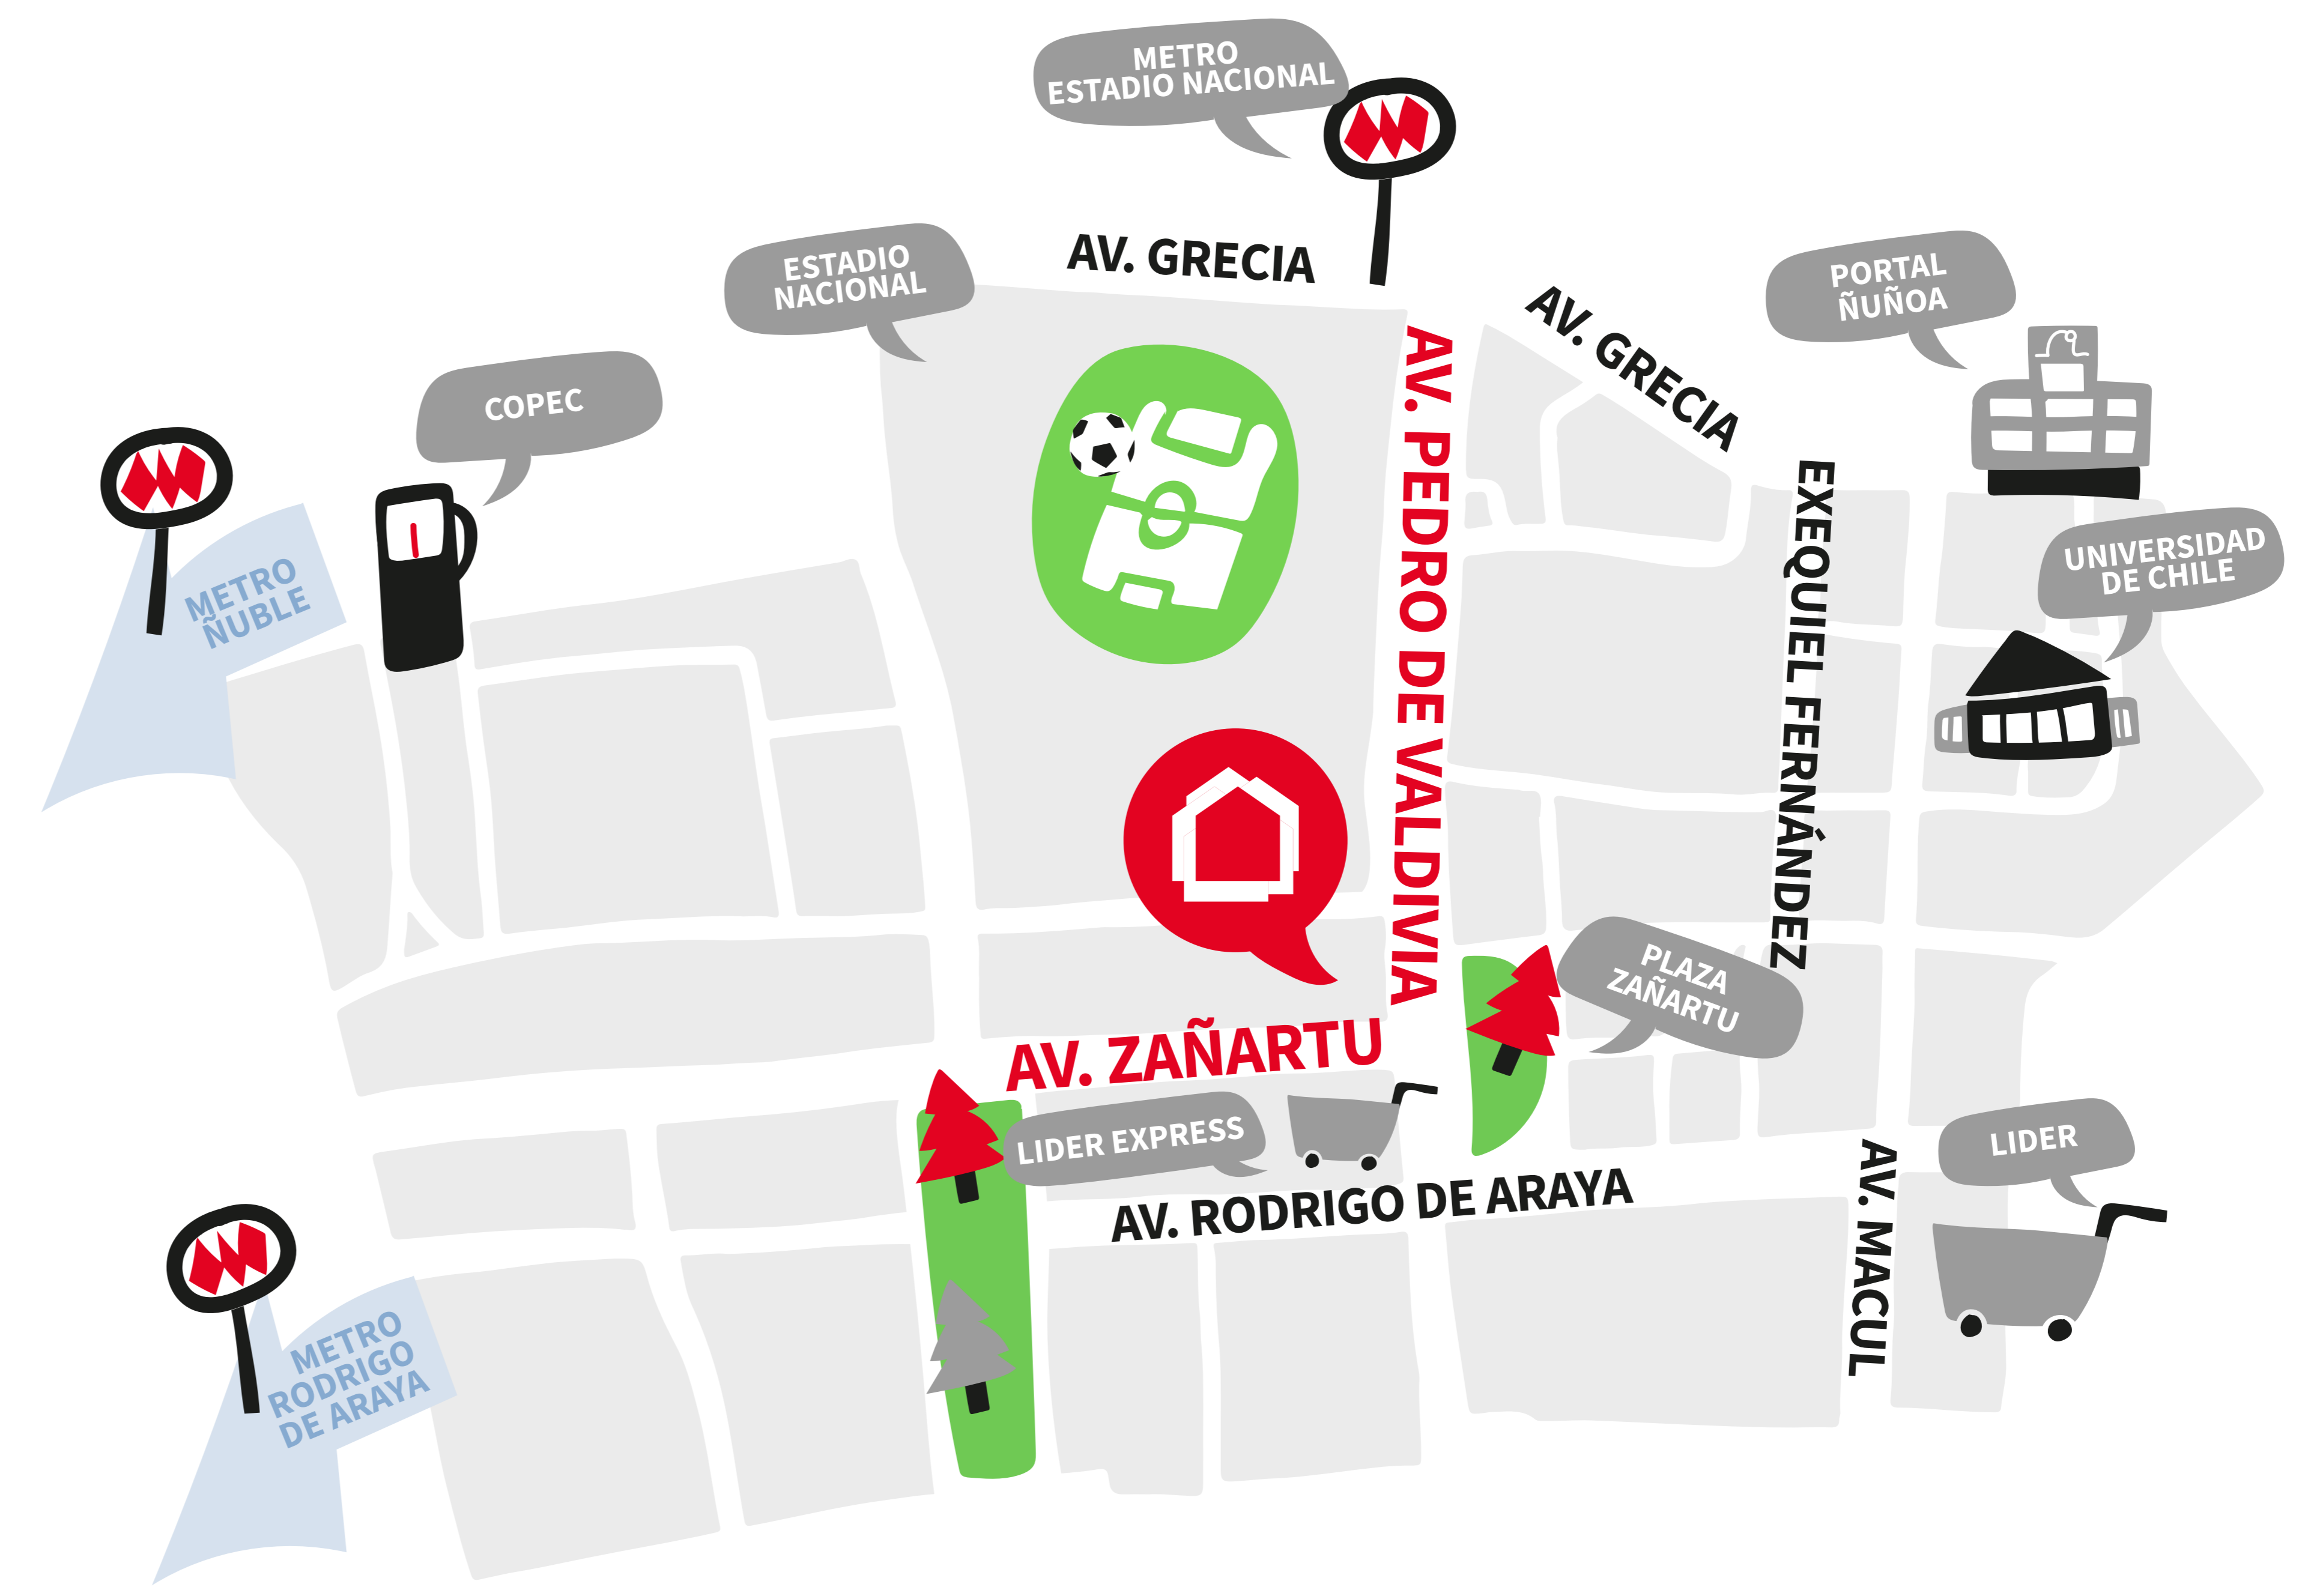 METRO
ESTADIO NACIONAL
AV. GRECIA
ESTADIO
NACIONAL
AV. GRECIA
PORTAL
ÑUÑOA
COPEC
METRO
ÑUBLE
AV. PEDRO DE VALDIVIA
EXEQUIEL FERNÁNDEZ
UNIVERSIDAD
DE CHILE
PLAZA
ZAÑARTU
AV. ZAÑARTU
LIDER EXPRESS
AV. RODRIGO DE ARAYA
AV. MACUL
LIDER
METRO
RODRIGO
DE ARAYA